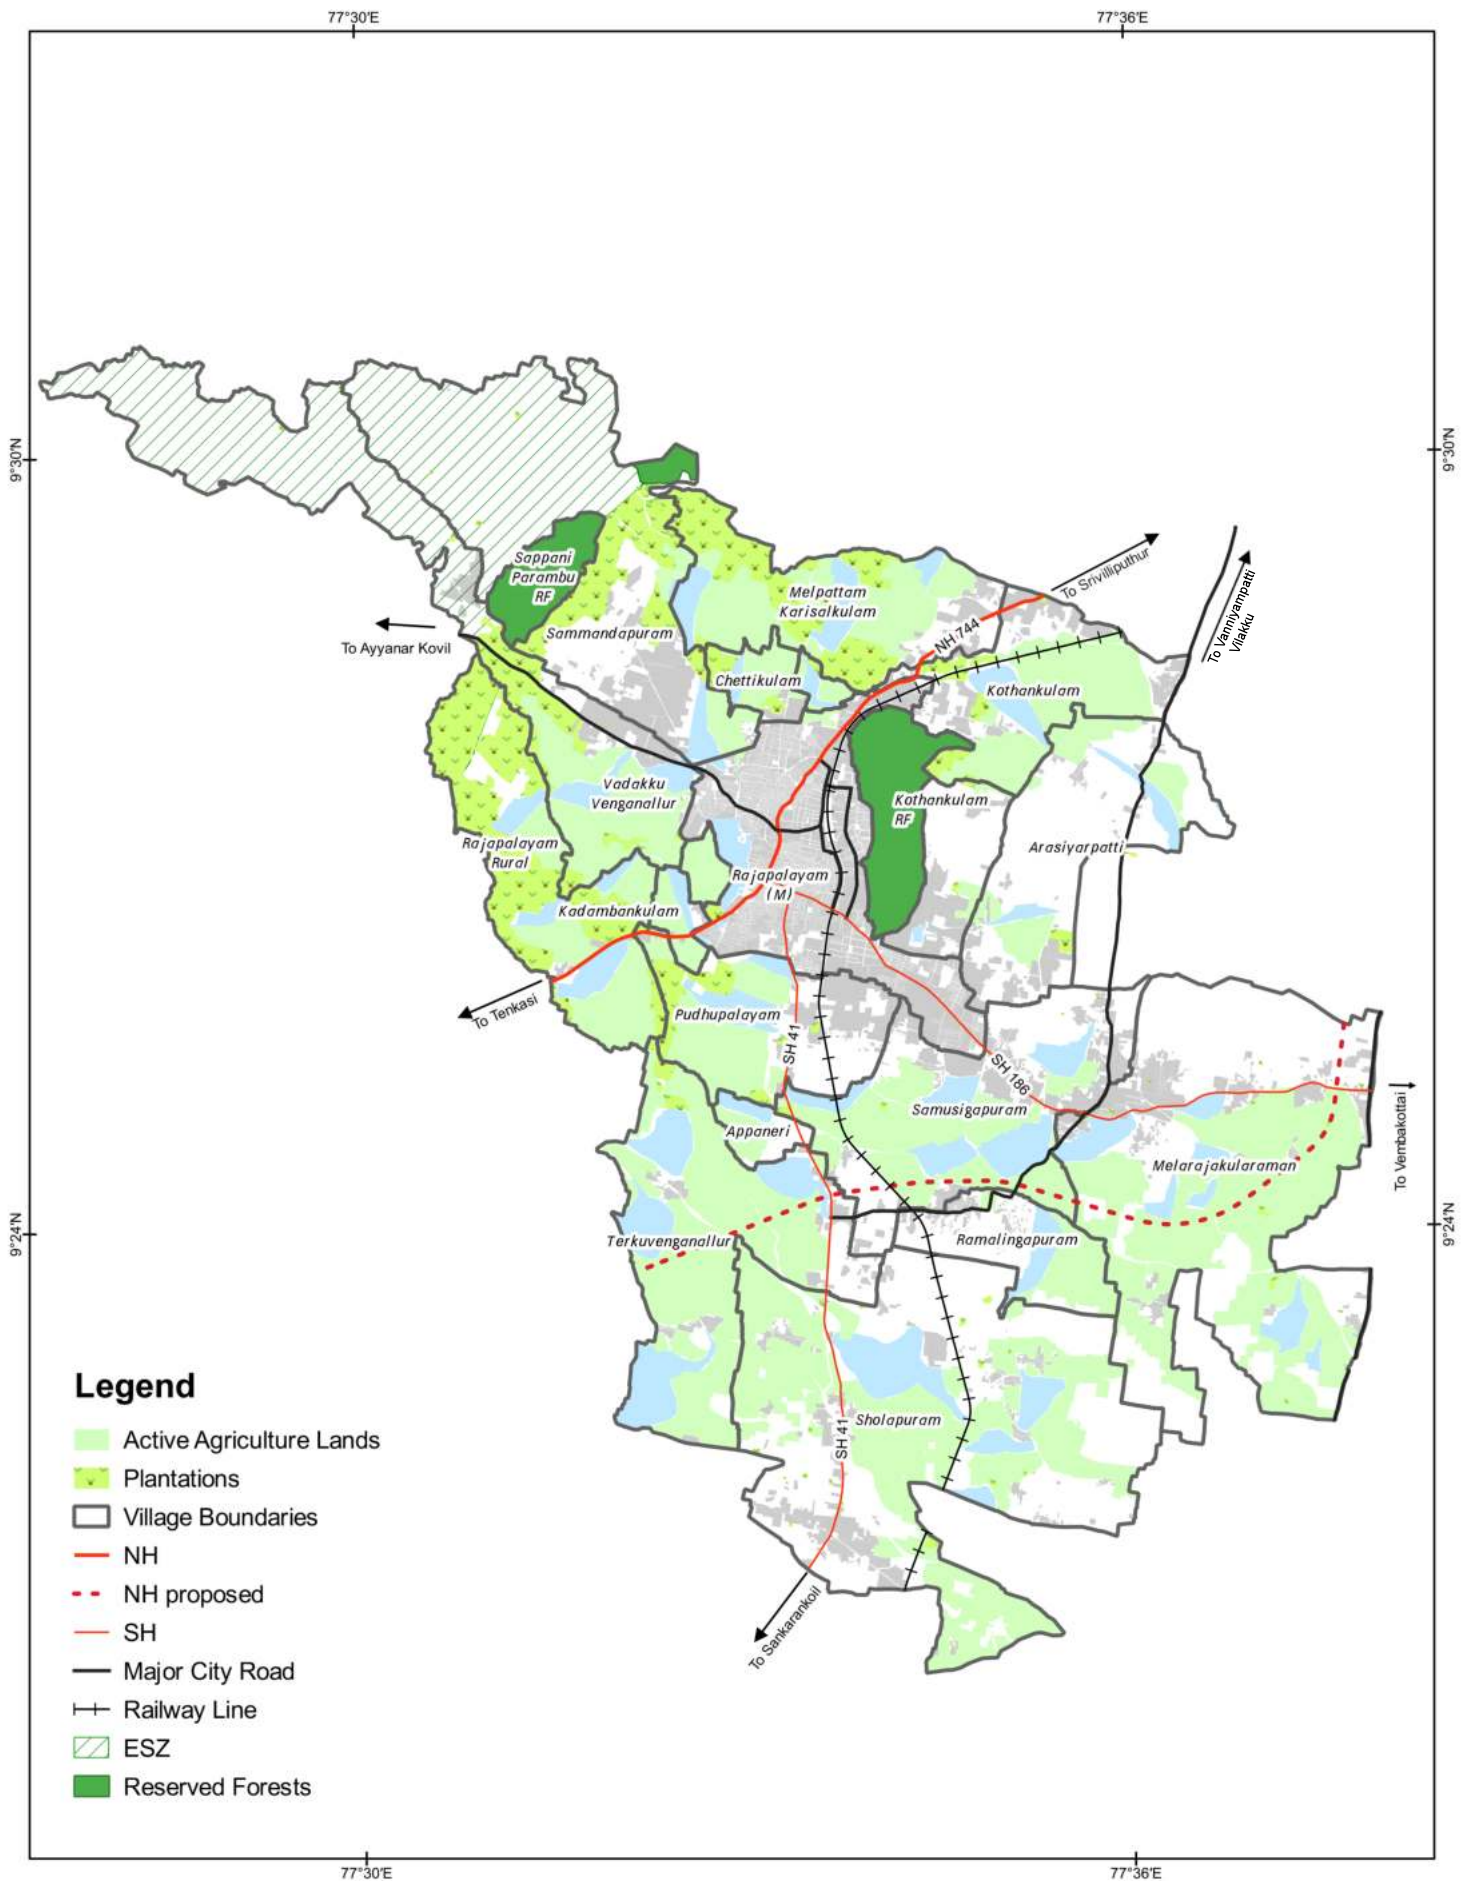 77°30'E
77°36'E
9°30'N
9°30'N
To Srivilliputhur
To Vanniyampatti
Vilakku
Sappani
Parambu
RF
Melpattam
Karisalkulam
To Ayyanar Kovil
Sammandapuram
NH 744
Chettikulam
Kothankulam
Vadakku
Venganallur
Kothankulam
RF
Rajapalayam
Rural
Arasiyarpatti
Rajapalayam
(M)
Kadambankulam
To Tenkasi
Pudhupalayam
SH 41
SH 186
Samusigapuram
To Vembakottai
Appaneri
Melarajakularaman
9°24'N
9°24'N
Terkuvenganallur
Ramalingapuram
Sholapuram
SH 41
To Sankarankoil
Legend
Active Agriculture Lands
Plantations
Village Boundaries
NH
NH proposed
SH
Major City Road
Railway Line
ESZ
Reserved Forests
77°30'E
77°36'E